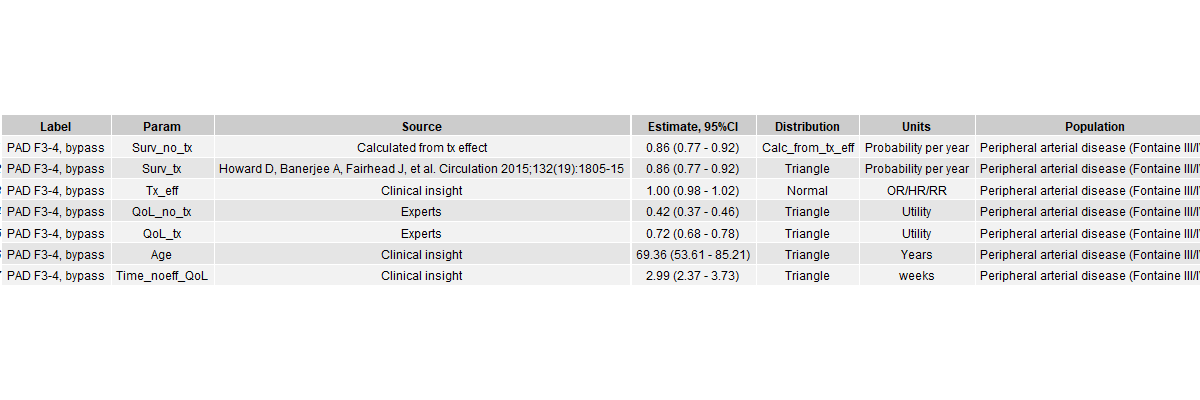 Label Param Source Estimate, 95%CI Distribution Units Population
PAD F3-4, bypass Surv_no_tx Calculated from tx effect 0.86 (0.77 - 0.92) Calc_from_tx_eff Probability per year Peripheral arterial disease (Fontaine III/I
PAD F3-4, bypass Surv_tx Howard D, Banerjee A, Fairhead J, et al. Circulation 2015;132(19):1805-15 0.86 (0.77 - 0.92) Triangle Probability per year Peripheral arterial disease (Fontaine III/I
PAD F3-4, bypass Tx_eff Clinical insight 1.00 (0.98 - 1.02) Normal OR/HR/RR Peripheral arterial disease (Fontaine III/I
PAD F3-4, bypass QoL_no_tx Experts 0.42 (0.37 - 0.46) Triangle Utility Peripheral arterial disease (Fontaine III/I
PAD F3-4, bypass QoL_tx Experts 0.72 (0.68 - 0.78) Triangle Utility Peripheral arterial disease (Fontaine III/I
PAD F3-4, bypass Age Clinical insight 69.36 (53.61 - 85.21) Triangle Years Peripheral arterial disease (Fontaine III/I
PAD F3-4, bypass Time_noeff_QoL Clinical insight 2.99 (2.37 - 3.73) Triangle weeks Peripheral arterial disease (Fontaine III/I